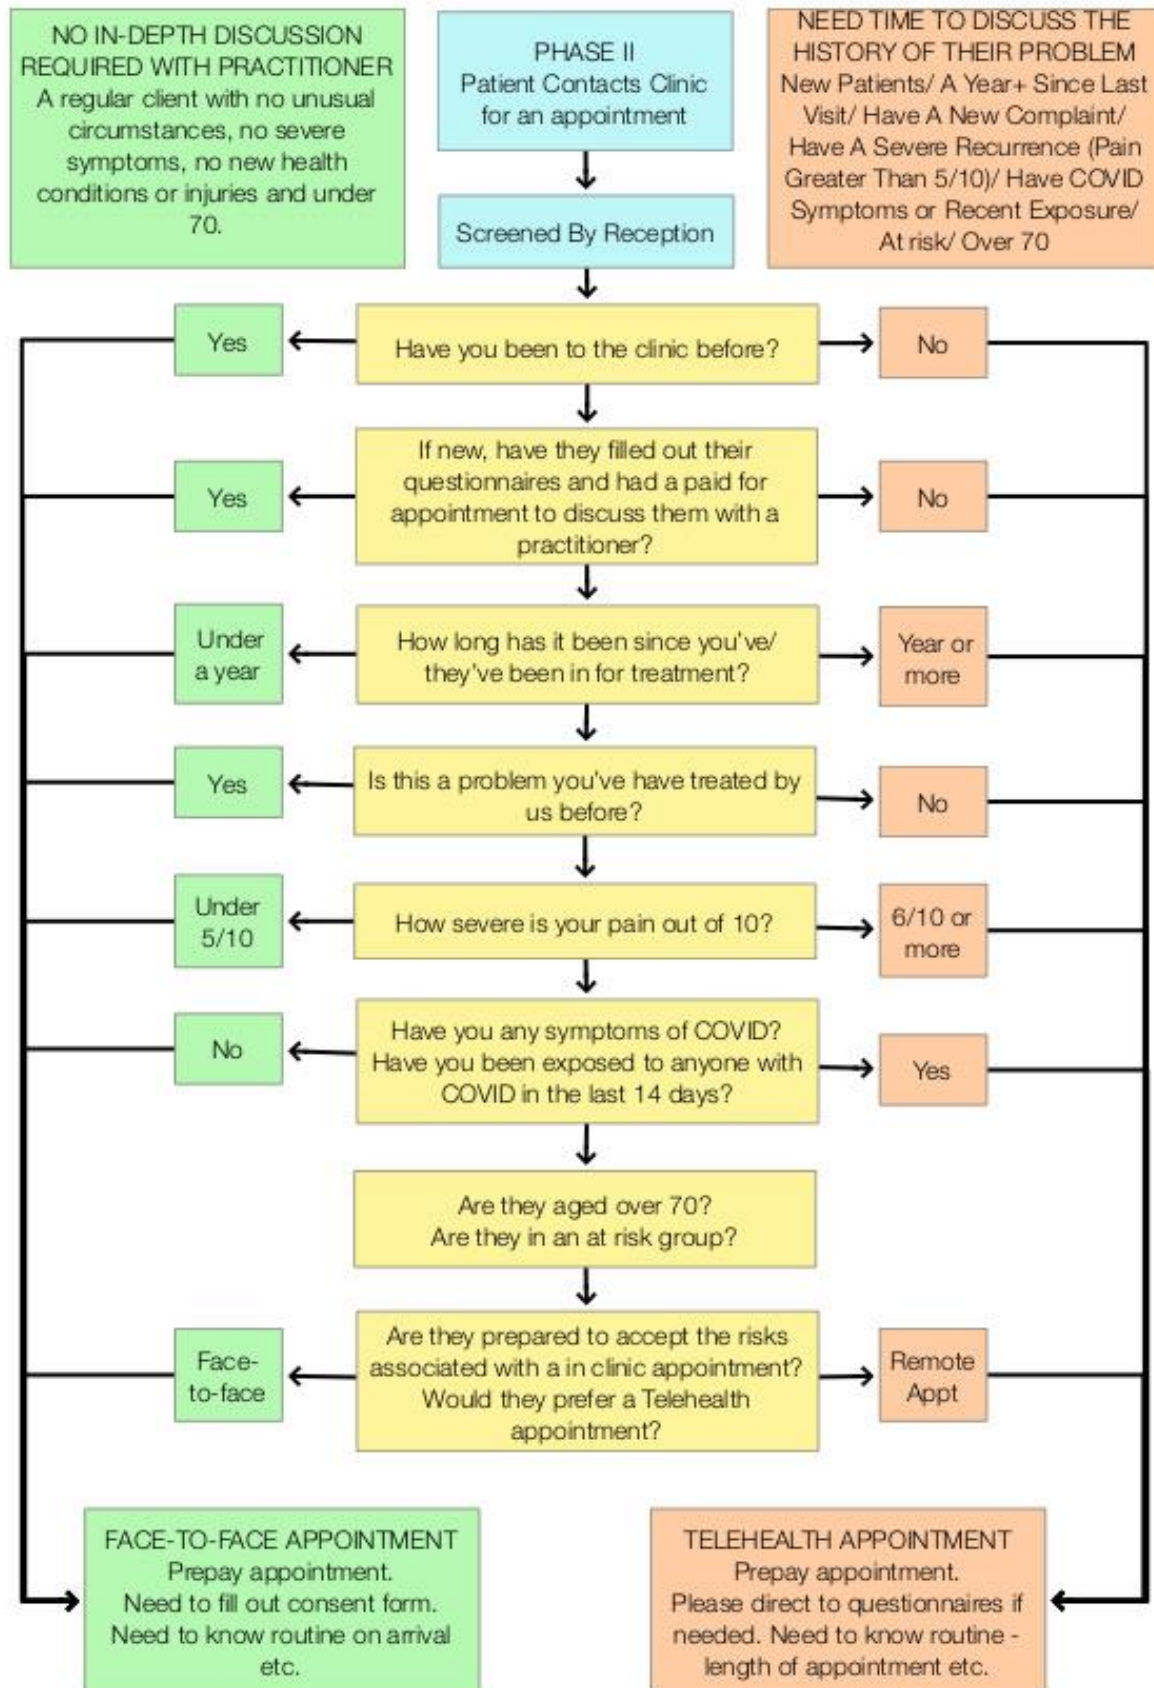 NO IN-DEPTH DISCUSSION
REQUIRED WITH PRACTITIONER
A regular client with no unusual
circumstances, no severe
symptoms, no new health
conditions or injuries and under
70.
PHASE II
Patient Contacts Clinic
for an appointment
NEED TIME TO DISCUSS THE
HISTORY OF THEIR PROBLEM
New Patients/ A Year+ Since Last
Visit/ Have A New Complaint/
Have A Severe Recurrence (Pain
Greater Than 5/10)/ Have COVID
Symptoms or Recent Exposure/
At risk/ Over 70
Screened By Reception
Yes
Have you been to the clinic before?
No
Yes
If new, have they filled out their
questionnaires and had a paid for
appointment to discuss them with a
practitioner?
No
Under
a year
How long has it been since you've/
they've been in for treatment?
Year or
more
Yes
Is this a problem you've have treated by
us before?
No
Under
5/10
How severe is your pain out of 10?
6/10 or
more
No
Have you any symptoms of COVID?
Have you been exposed to anyone with
COVID in the last 14 days?
Yes
Are they aged over 70?
Are they in an at risk group?
Face-
to-face
Are they prepared to accept the risks
associated with a in clinic appointment?
Would they prefer a Telehealth
appointment?
Remote
Appt
FACE-TO-FACE APPOINTMENT
Prepay appointment.
Need to fill out consent form.
Need to know routine on arrival
etc.
TELEHEALTH APPOINTMENT
Prepay appointment.
Please direct to questionnaires if
needed. Need to know routine -
length of appointment etc.